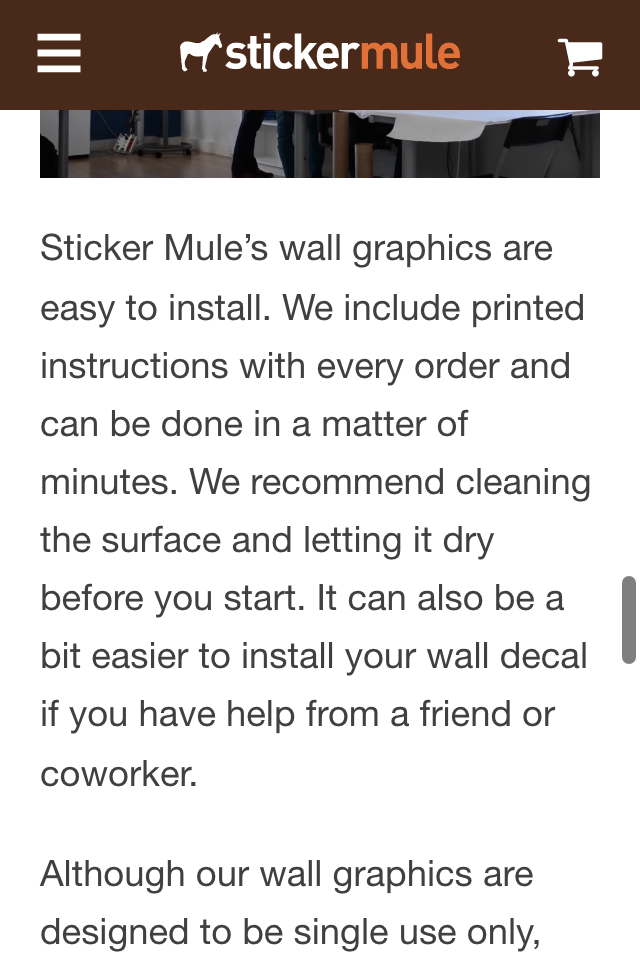 stickermule
Sticker Mule’s wall graphics are
easy to install. We include printed
instructions with every order and
can be done in a matter of
minutes. We recommend cleaning
the surface and letting it dry
before you start. It can also be a
bit easier to install your wall decal
if you have help from a friend or
coworker.
Although our wall graphics are
designed to be single use only,